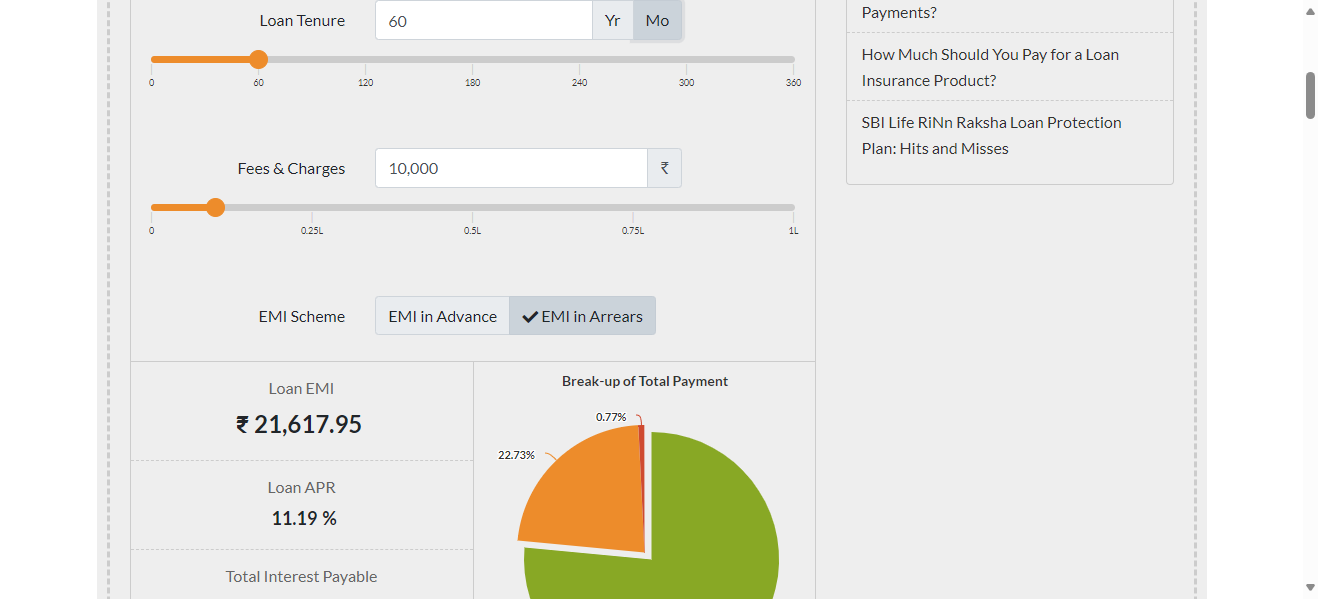 Loan Tenure
60
Yr
Mo
0
60
120
180
240
300
360
Fees & Charges
10,000
₹
0
0.25L
0.5L
0.75L
1L
EMI Scheme
EMI in Advance
EMI in Arrears
Loan EMI
₹ 21,617.95
Loan APR
11.19 %
Total Interest Payable
Break-up of Total Payment
0.77%
22.73%
Payments?
How Much Should You Pay for a Loan
Insurance Product?
SBI Life RiNn Raksha Loan Protection
Plan: Hits and Misses